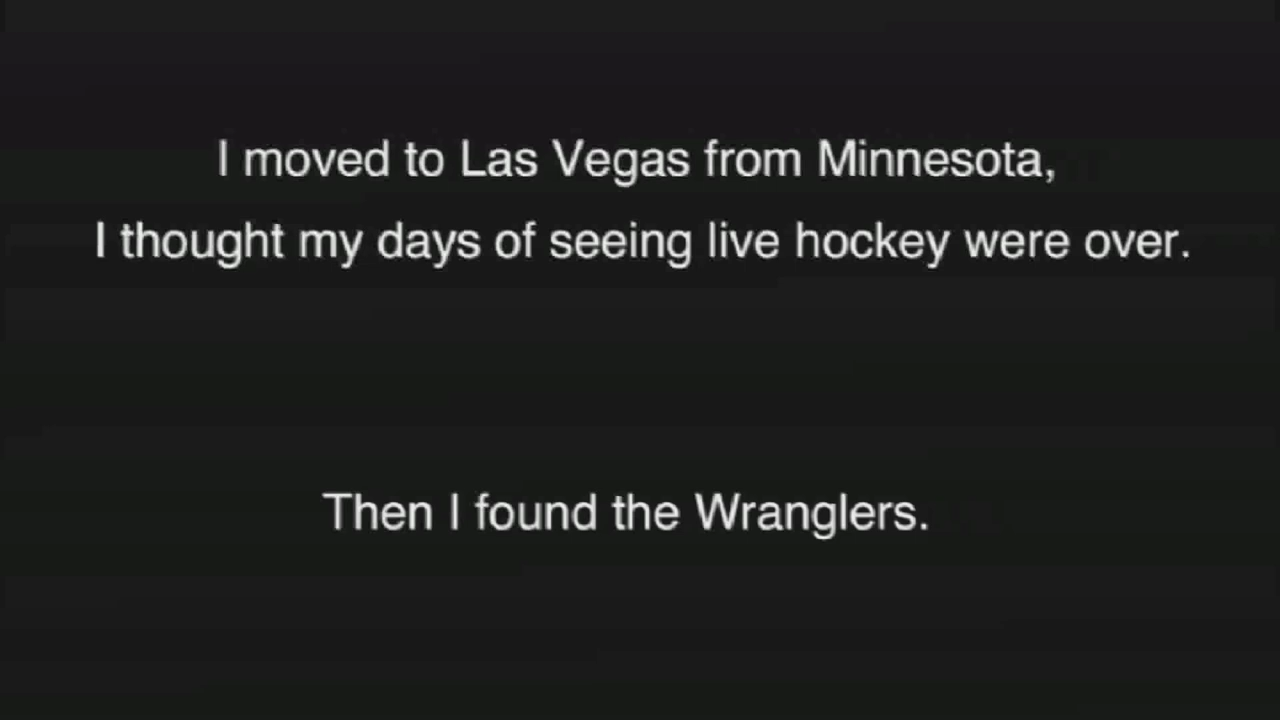 I moved to Las Vegas from Minnesota,
I thought my days of seeing live hockey were over.
Then I found the Wranglers.